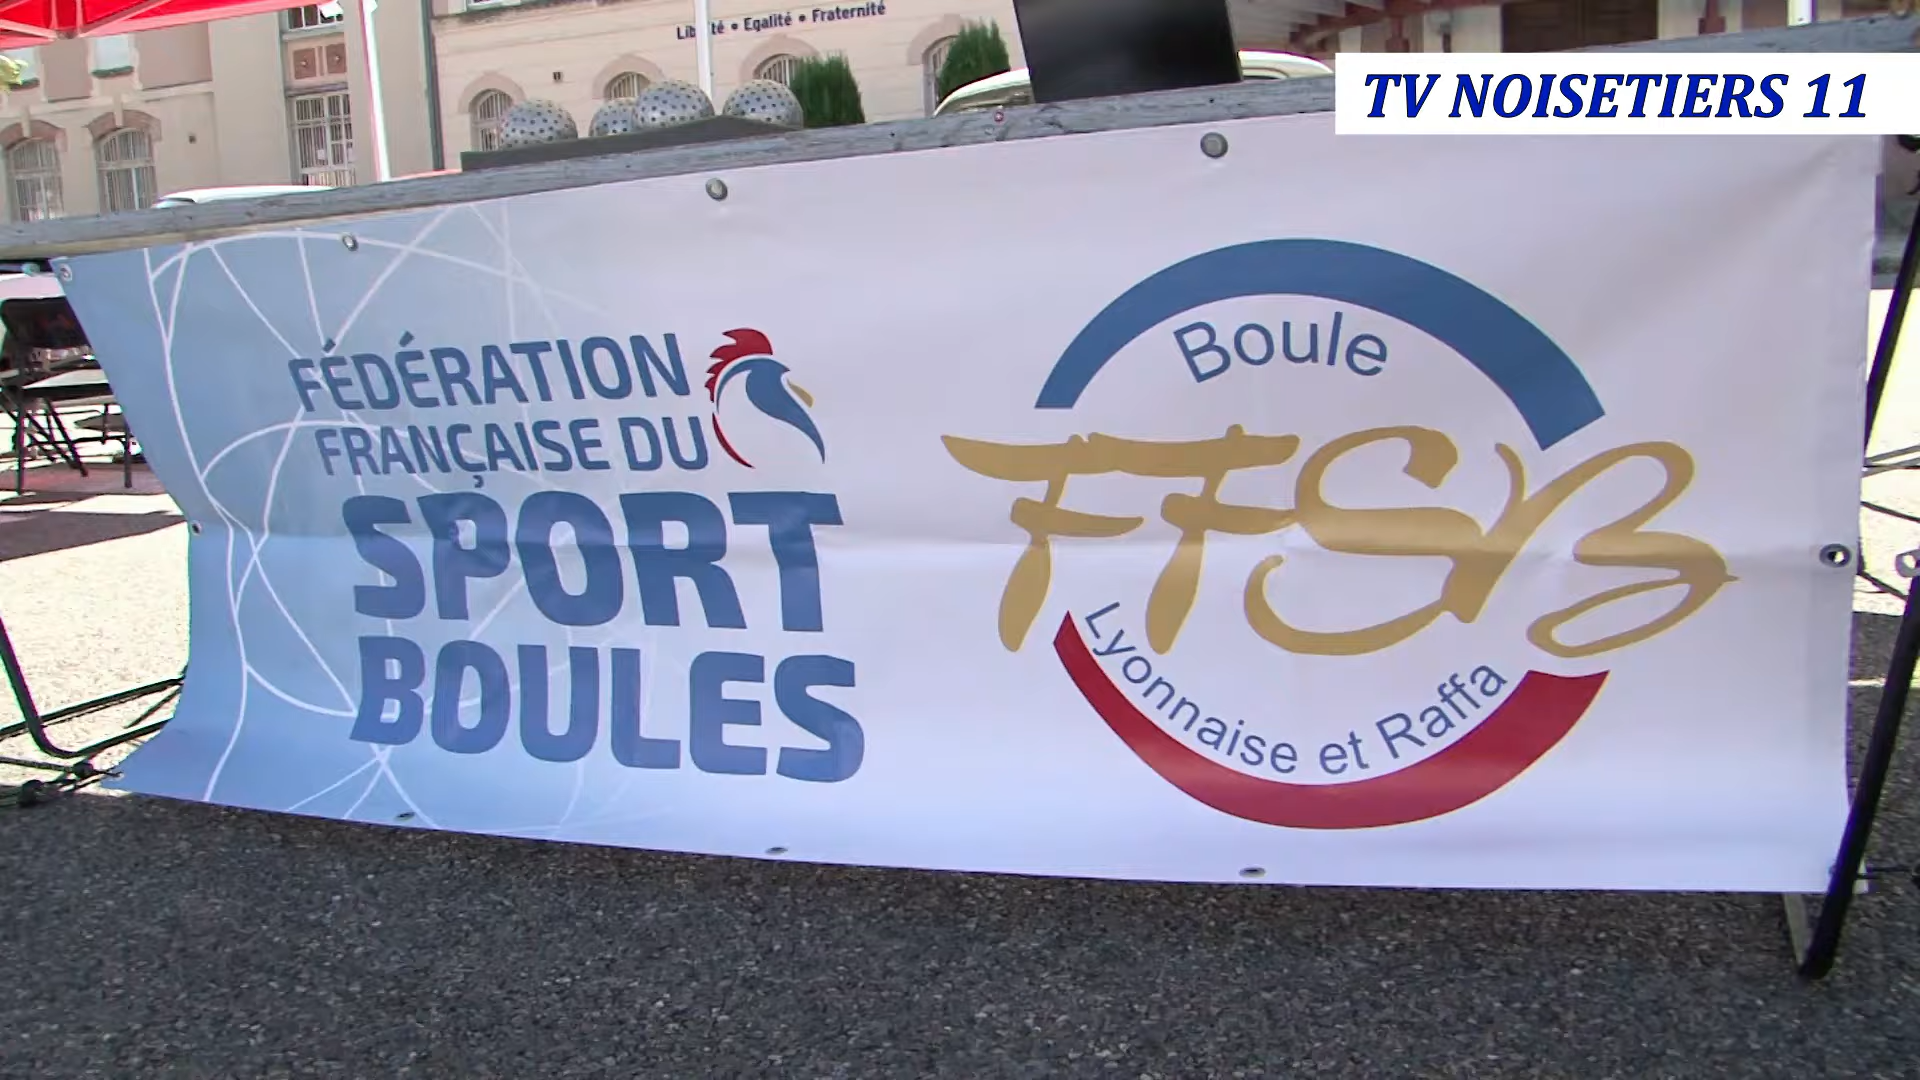 Liberté • Egalité • Fraternité
TV NOISETIERS 11
FÉDÉRATION
FRANÇAISE DU
SPORT
BOULES
Boule
FFSB
Lyonnaise et Raffa